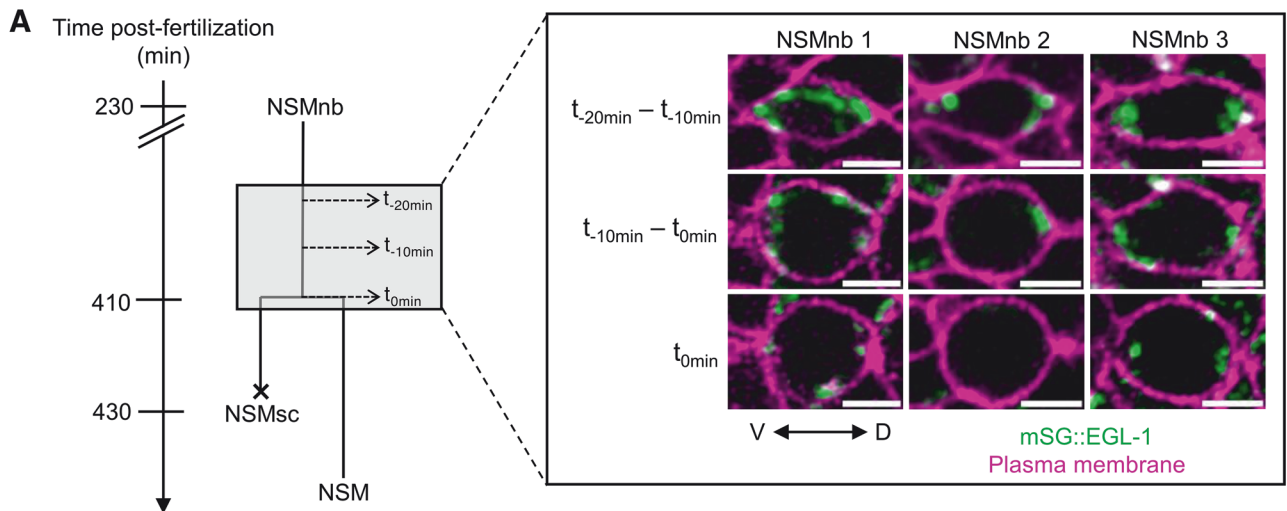 A
Time post-fertilization
(min)
230
410
430
NSMnb
t-20min
t-10min
t0min
NSMsc
NSM
NSMnb 1
NSMnb 2
NSMnb 3
t-20min – t-10min
t-10min – t0min
t0min
V
D
mSG::EGL-1
Plasma membrane